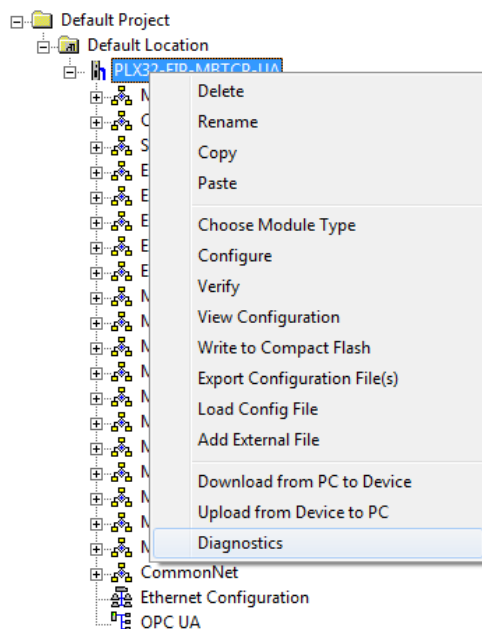 Default Project
Default Location
PLX32-EIP-MBTCP-UA
N
Delete
C
Rename
S
Copy
E
Paste
E
E
Choose Module Type
E
Configure
E
Verify
N
View Configuration
N
Write to Compact Flash
N
Export Configuration File(s)
N
Load Config File
N
Add External File
N
N
Download from PC to Device
N
Upload from Device to PC
N
N
Diagnostics
CommonNet
Ethernet Configuration
OPC UA